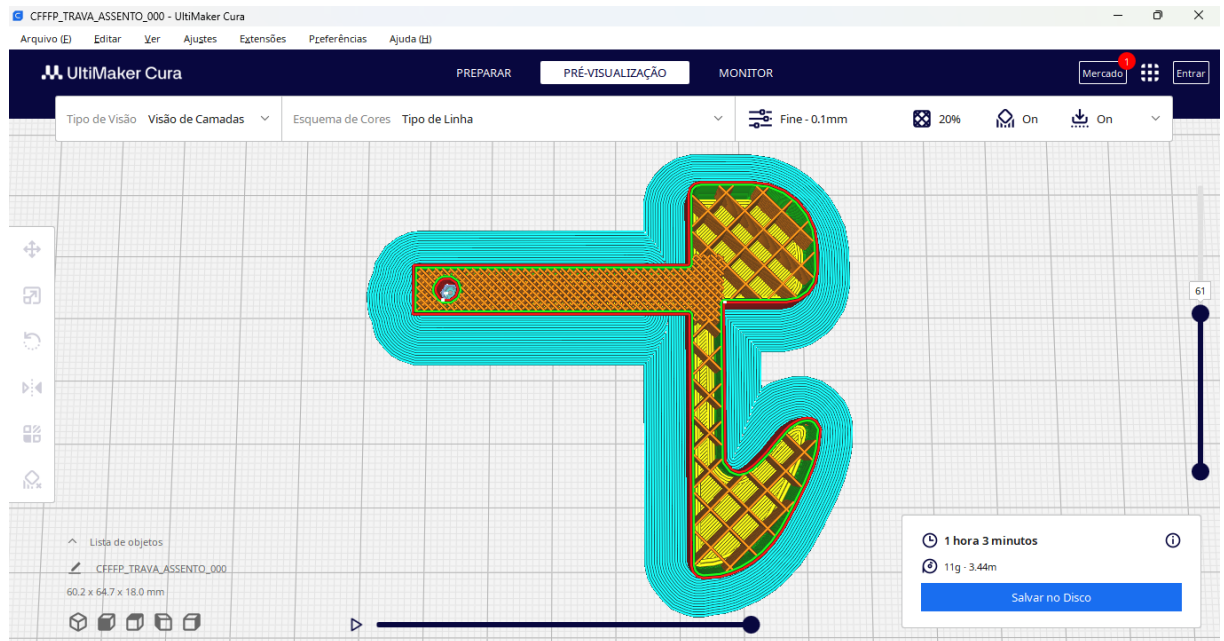 CFFFP_TRAVA_ASSENTO_000 - UltiMaker Cura
Arquivo (F) Editar Ver Ajustes Extensões Preferências Ajuda (H)
UltiMaker Cura PREPARAR PRÉ-VISUALIZAÇÃO MONITOR Mercado 1 Entrar
Tipo de Visão Visão de Camadas Esquema de Cores Tipo de Linha Fine - 0.1mm 20% On On
61
Lista de objetos
CFFFP_TRAVA_ASSENTO_000
60.2 x 64.7 x 18.0 mm
1 hora 3 minutos
11g · 3.44m
Salvar no Disco